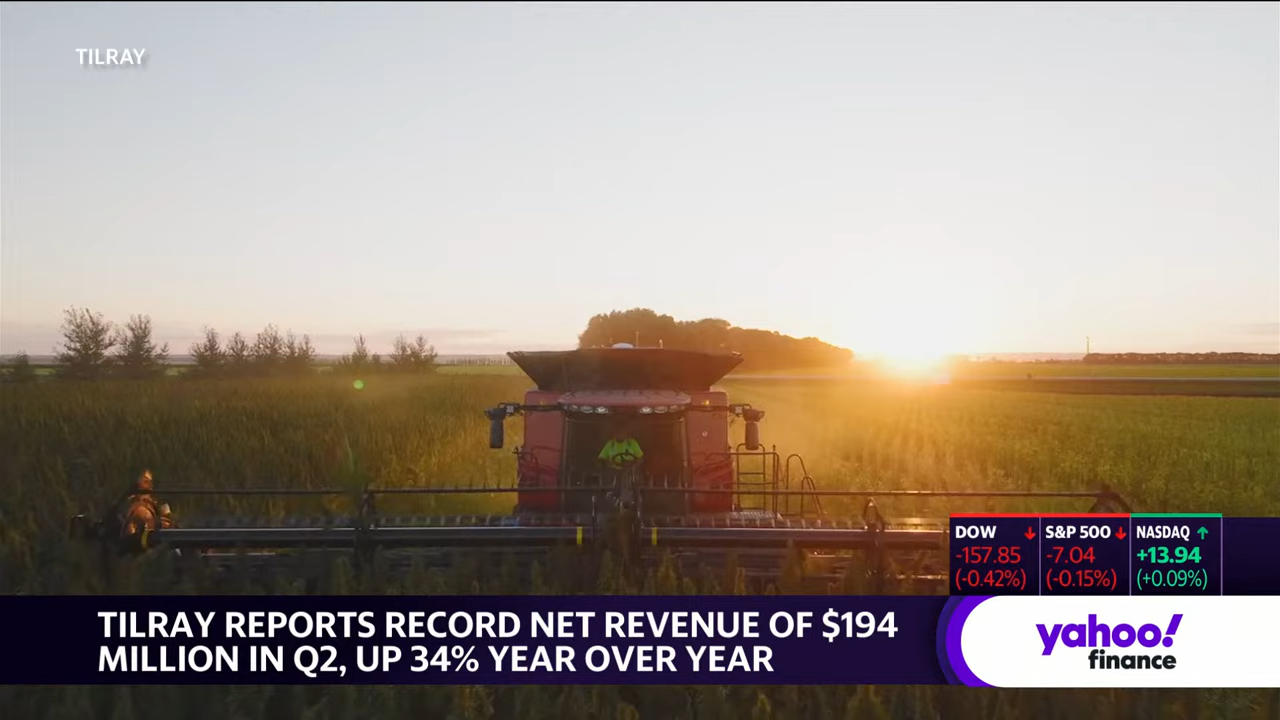 TILRAY
DOW ↓ S&P 500 ↓ NASDAQ ↑
-157.85 -7.04 +13.94
(-0.42%) (-0.15%) (+0.09%)
TILRAY REPORTS RECORD NET REVENUE OF $194
MILLION IN Q2, UP 34% YEAR OVER YEAR
yahoo!
finance